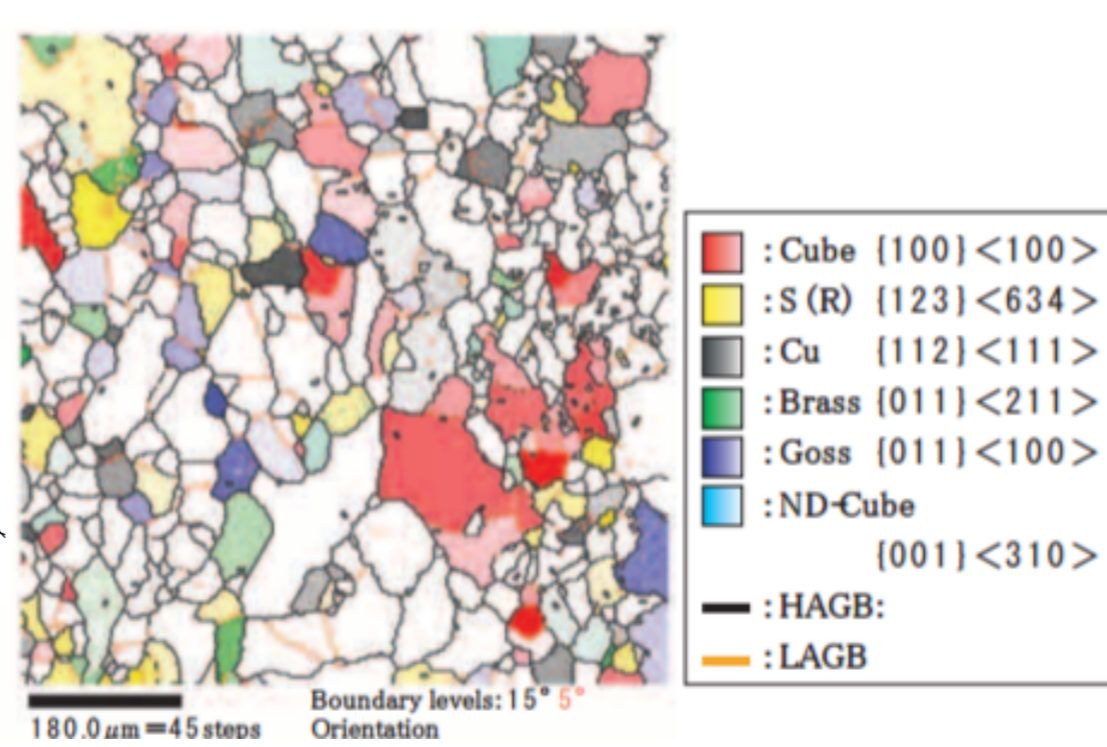 : Cube {100}<100>
: S (R) {123}<634>
: Cu {112}<111>
: Brass {011}<211>
: Goss {011}<100>
: ND-Cube
{001}<310>
: HAGB:
: LAGB
Boundary levels: 15° 5°
180.0 μm = 45 steps Orientation